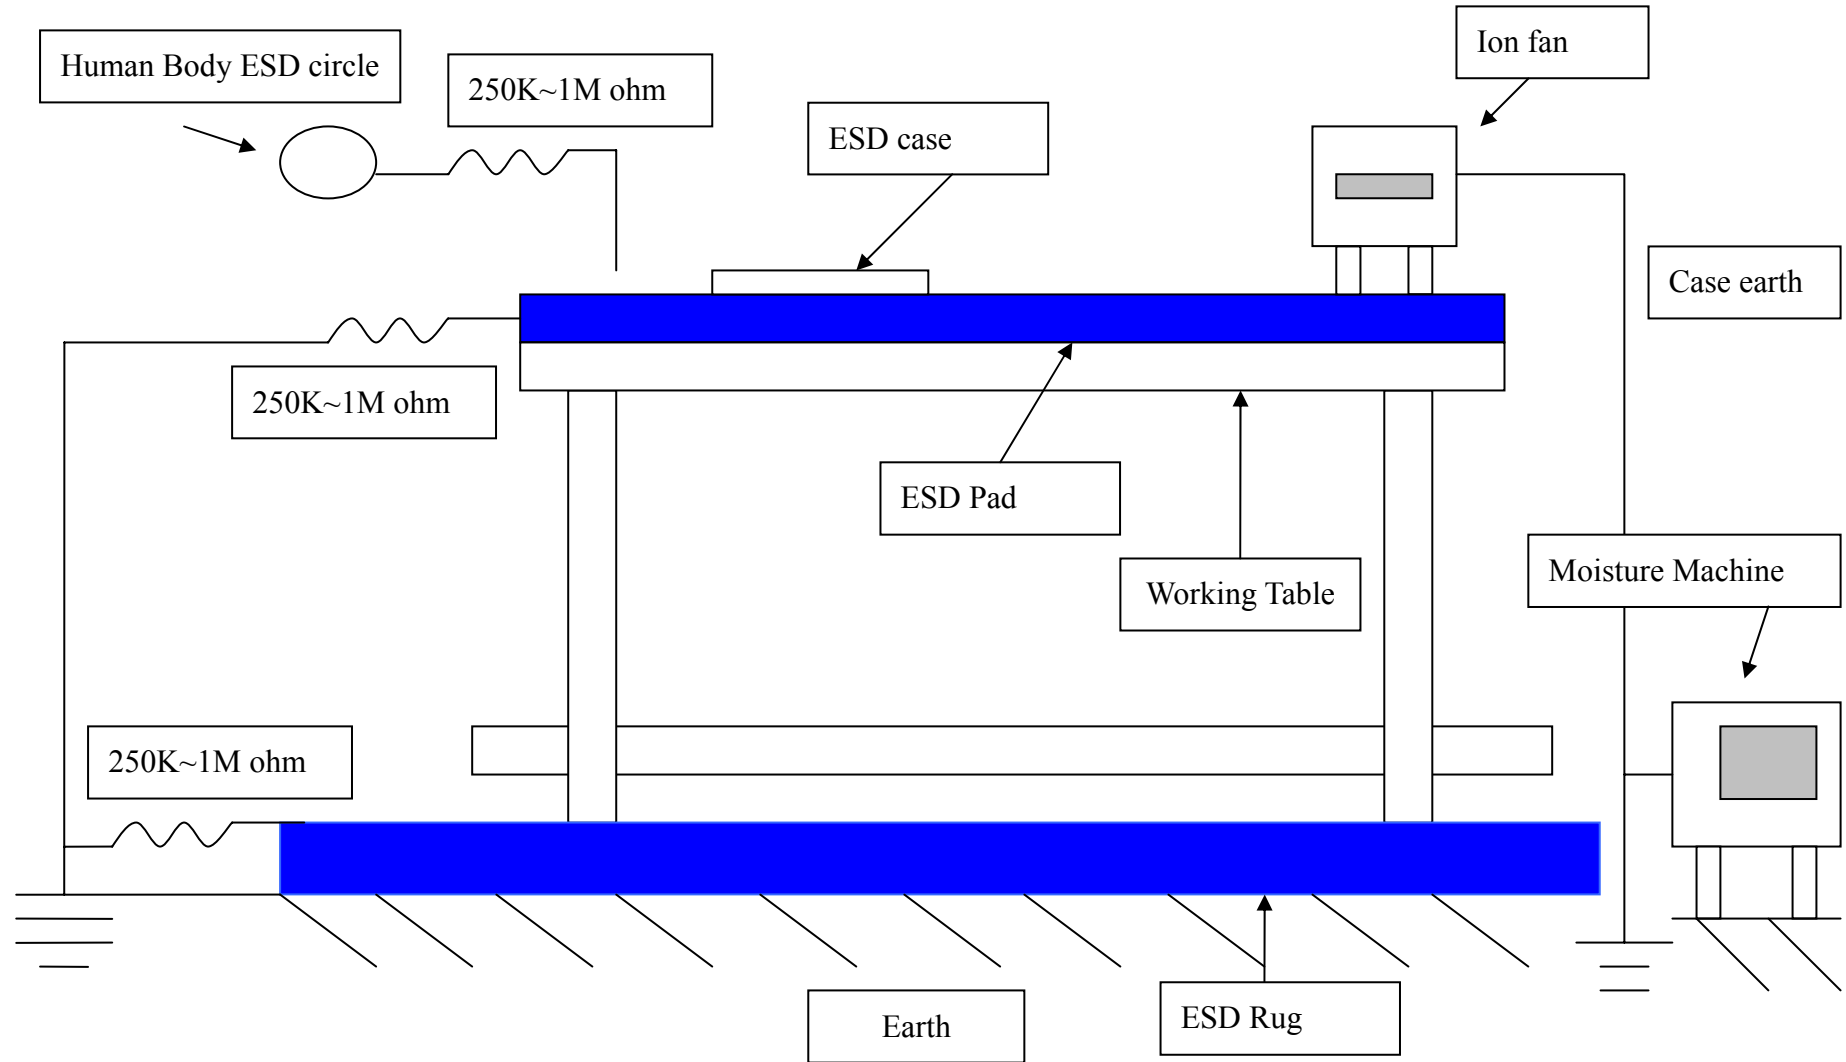 Ion fan
Human Body ESD circle
250K~1M ohm
ESD case
Case earth
250K~1M ohm
ESD Pad
Moisture Machine
Working Table
250K~1M ohm
Earth
ESD Rug